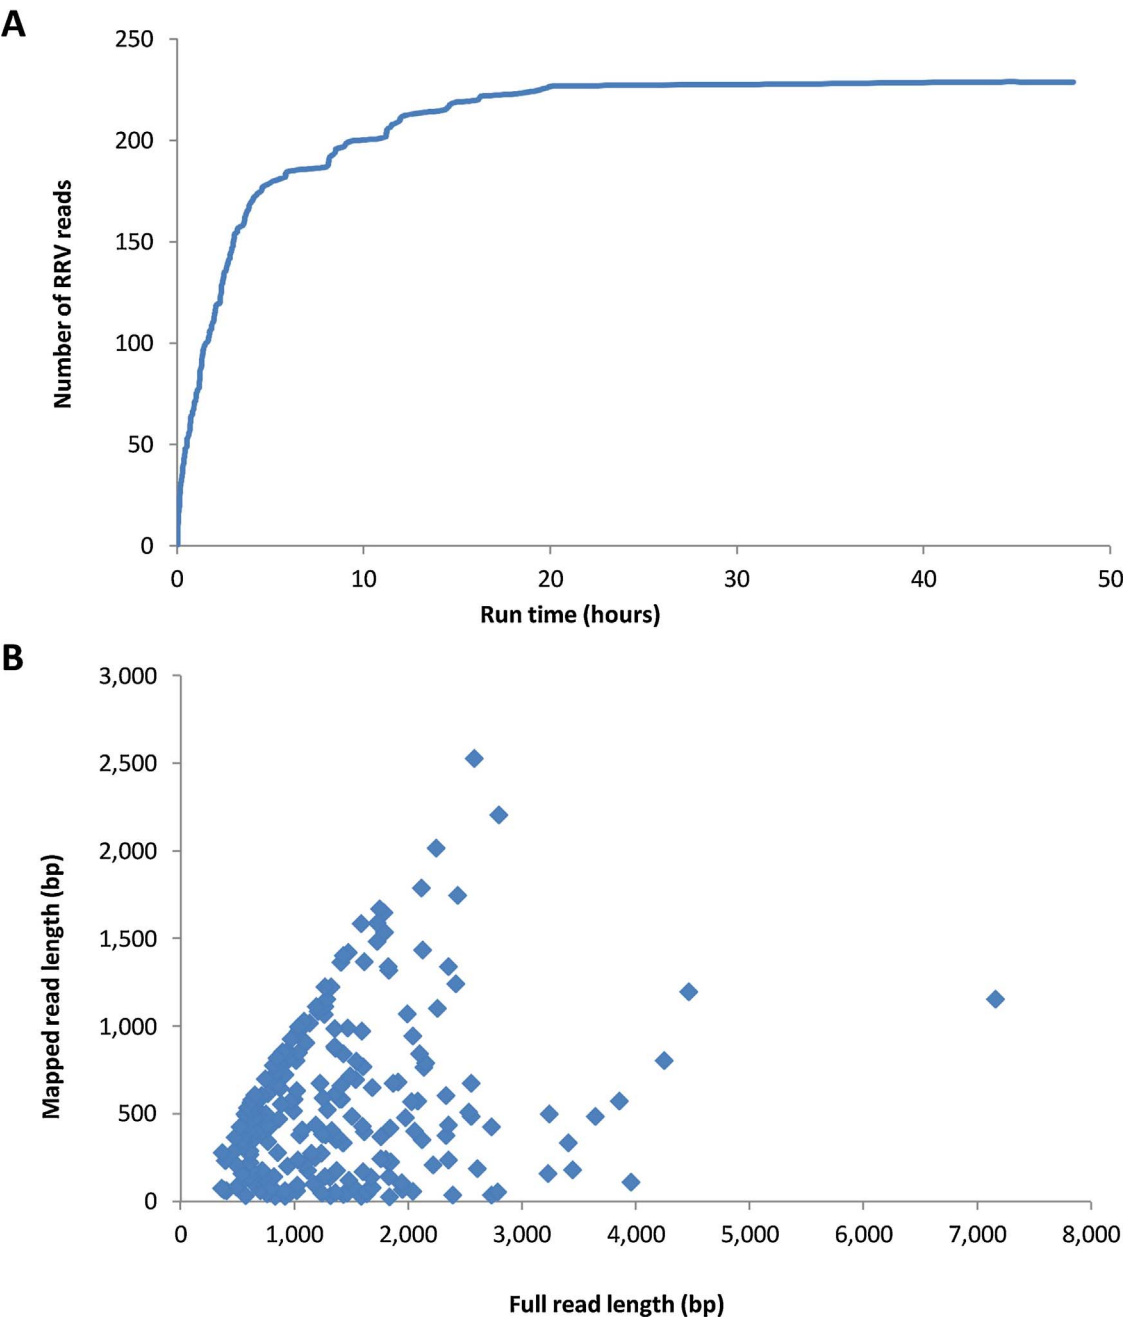 A
250
200
150
100
50
0
Number of RRV reads
0 10 20 30 40 50
Run time (hours)
B
3,000
2,500
2,000
1,500
1,000
500
0
Mapped read length (bp)
0 1,000 2,000 3,000 4,000 5,000 6,000 7,000 8,000
Full read length (bp)